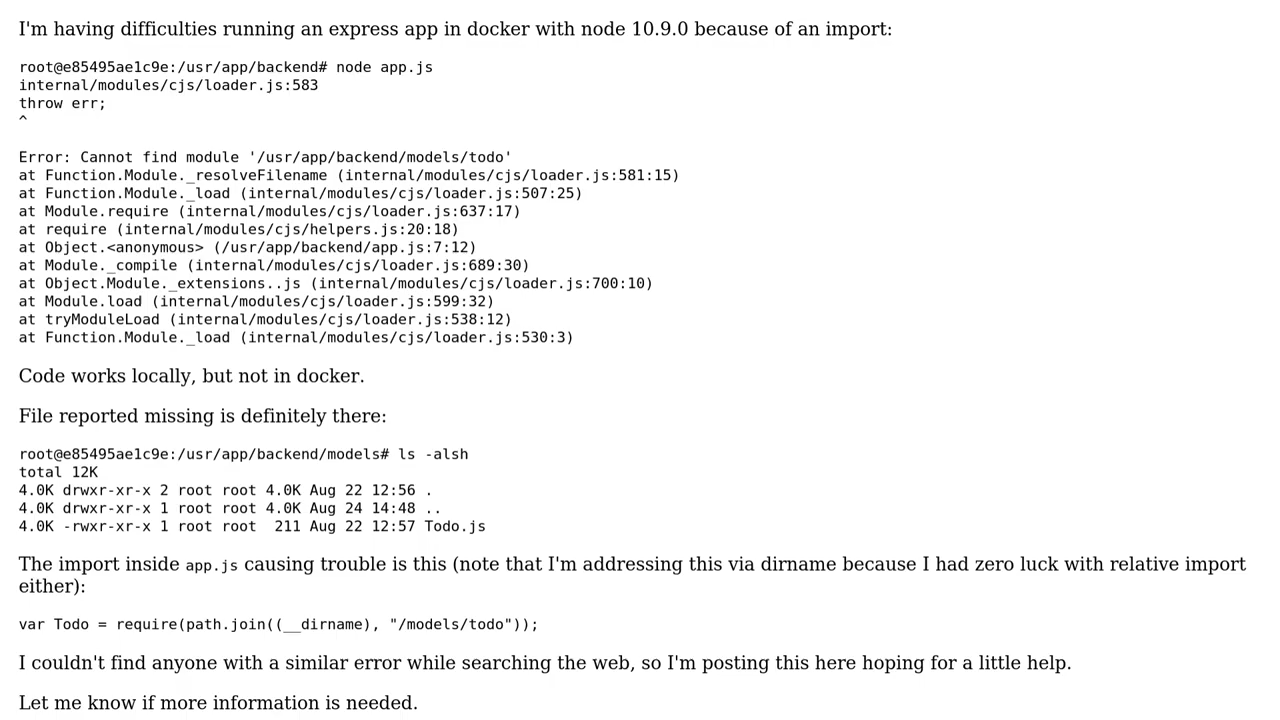 I'm having difficulties running an express app in docker with node 10.9.0 because of an import:
root@e85495ae1c9e:/usr/app/backend# node app.js
internal/modules/cjs/loader.js:583
throw err;
^
Error: Cannot find module '/usr/app/backend/models/todo'
at Function.Module._resolveFilename (internal/modules/cjs/loader.js:581:15)
at Function.Module._load (internal/modules/cjs/loader.js:507:25)
at Module.require (internal/modules/cjs/loader.js:637:17)
at require (internal/modules/cjs/helpers.js:20:18)
at Object.<anonymous> (/usr/app/backend/app.js:7:12)
at Module._compile (internal/modules/cjs/loader.js:689:30)
at Object.Module._extensions..js (internal/modules/cjs/loader.js:700:10)
at Module.load (internal/modules/cjs/loader.js:599:32)
at tryModuleLoad (internal/modules/cjs/loader.js:538:12)
at Function.Module._load (internal/modules/cjs/loader.js:530:3)
Code works locally, but not in docker.
File reported missing is definitely there:
root@e85495ae1c9e:/usr/app/backend/models# ls -alsh
total 12K
4.0K drwxr-xr-x 2 root root 4.0K Aug 22 12:56 .
4.0K drwxr-xr-x 1 root root 4.0K Aug 24 14:48 ..
4.0K -rwxr-xr-x 1 root root  211 Aug 22 12:57 Todo.js
The import inside app.js causing trouble is this (note that I'm addressing this via dirname because I had zero luck with relative import
either):
var Todo = require(path.join((__dirname), "/models/todo"));
I couldn't find anyone with a similar error while searching the web, so I'm posting this here hoping for a little help.
Let me know if more information is needed.